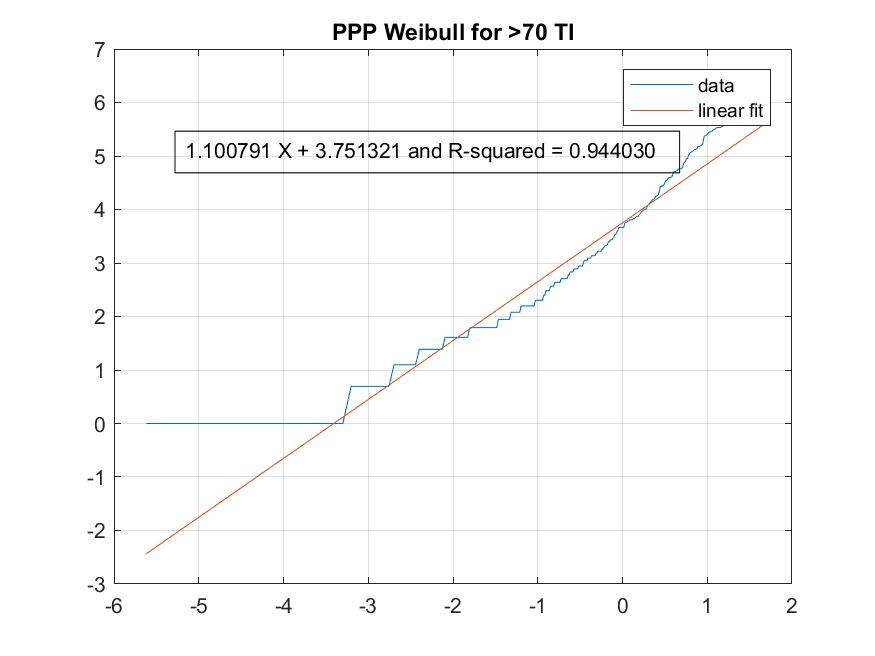 PPP Weibull for >70 TI
7
6
5
4
3
2
1
0
-1
-2
-3
data
linear fit
1.100791 X + 3.751321 and R-squared = 0.944030
-6 -5 -4 -3 -2 -1 0 1 2